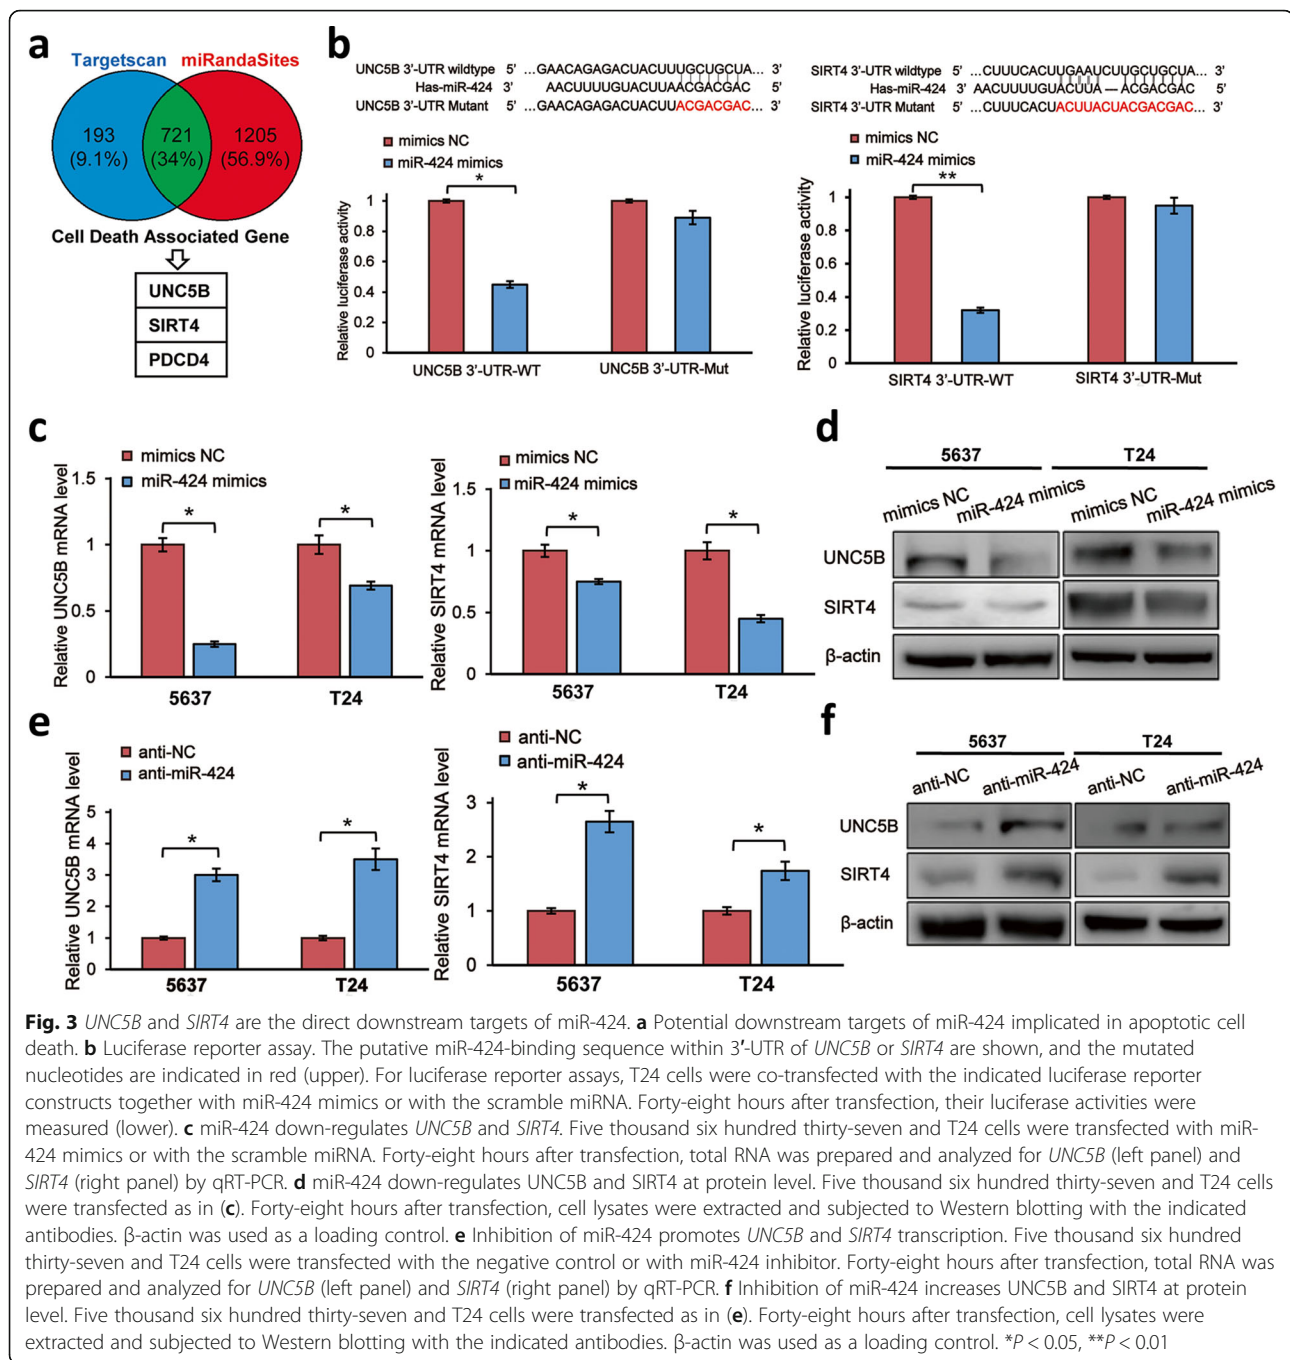 a
Targetscan miRandaSites
193 (9.1%)
721 (34%)
1205 (56.9%)
Cell Death Associated Gene
UNC5B
SIRT4
PDCD4
b
UNC5B 3'-UTR wildtype 5' ...GAACAGAGACUACUUUGCUGCUA... 3'
Has-miR-424 AACUUUUGUACUUAACGACGAC 5'
UNC5B 3'-UTR Mutant 5' ...GAACAGAGACUACUUACGACGAC... 3'
mimics NC
miR-424 mimics
Relative luciferase activity
1
0.8
0.6
0.4
0.2
0
*
UNC5B 3'-UTR-WT UNC5B 3'-UTR-Mut
SIRT4 3'-UTR wildtype 5' ...CUUUCACUUGAAUCUUGCUGCUA... 3'
Has-miR-424 AACUUUUGUACUUA — ACGACGAC 5'
SIRT4 3'-UTR Mutant 5' ...CUUUCACUACUUACUACGACGAC... 3'
mimics NC
miR-424 mimics
Relative luciferase activity
1
0.8
0.6
0.4
0.2
0
**
SIRT4 3'-UTR-WT SIRT4 3'-UTR-Mut
c
mimics NC
miR-424 mimics
Relative UNC5B mRNA level
1.5
1
0.5
0
* *
5637 T24
mimics NC
miR-424 mimics
Relative SIRT4 mRNA level
1.5
1
0.5
0
* *
5637 T24
d
5637 T24
mimics NC miR-424 mimics mimics NC miR-424 mimics
UNC5B
SIRT4
β-actin
e
anti-NC
anti-miR-424
Relative UNC5B mRNA level
5
4
3
2
1
0
* *
5637 T24
anti-NC
anti-miR-424
Relative SIRT4 mRNA level
3
2
1
0
* *
5637 T24
f
5637 T24
anti-NC anti-miR-424 anti-NC anti-miR-424
UNC5B
SIRT4
β-actin
Fig. 3 UNC5B and SIRT4 are the direct downstream targets of miR-424. a Potential downstream targets of miR-424 implicated in apoptotic cell
death. b Luciferase reporter assay. The putative miR-424-binding sequence within 3′-UTR of UNC5B or SIRT4 are shown, and the mutated
nucleotides are indicated in red (upper). For luciferase reporter assays, T24 cells were co-transfected with the indicated luciferase reporter
constructs together with miR-424 mimics or with the scramble miRNA. Forty-eight hours after transfection, their luciferase activities were
measured (lower). c miR-424 down-regulates UNC5B and SIRT4. Five thousand six hundred thirty-seven and T24 cells were transfected with miR-
424 mimics or with the scramble miRNA. Forty-eight hours after transfection, total RNA was prepared and analyzed for UNC5B (left panel) and
SIRT4 (right panel) by qRT-PCR. d miR-424 down-regulates UNC5B and SIRT4 at protein level. Five thousand six hundred thirty-seven and T24 cells
were transfected as in (c). Forty-eight hours after transfection, cell lysates were extracted and subjected to Western blotting with the indicated
antibodies. β-actin was used as a loading control. e Inhibition of miR-424 promotes UNC5B and SIRT4 transcription. Five thousand six hundred
thirty-seven and T24 cells were transfected with the negative control or with miR-424 inhibitor. Forty-eight hours after transfection, total RNA was
prepared and analyzed for UNC5B (left panel) and SIRT4 (right panel) by qRT-PCR. f Inhibition of miR-424 increases UNC5B and SIRT4 at protein
level. Five thousand six hundred thirty-seven and T24 cells were transfected as in (e). Forty-eight hours after transfection, cell lysates were
extracted and subjected to Western blotting with the indicated antibodies. β-actin was used as a loading control. *P < 0.05, **P < 0.01